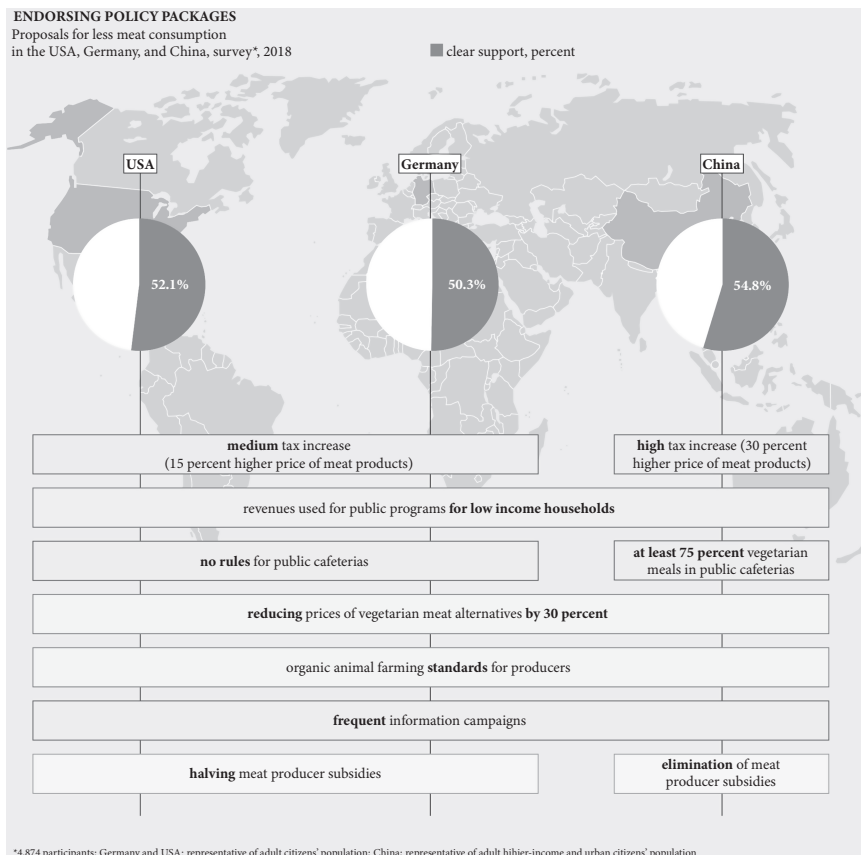 ENDORSING POLICY PACKAGES
Proposals for less meat consumption
in the USA, Germany, and China, survey*, 2018
clear support, percent
USA
Germany
China
52.1%
50.3%
54.8%
medium tax increase
(15 percent higher price of meat products)
high tax increase (30 percent
higher price of meat products)
revenues used for public programs for low income households
no rules for public cafeterias
at least 75 percent vegetarian
meals in public cafeterias
reducing prices of vegetarian meat alternatives by 30 percent
organic animal farming standards for producers
frequent information campaigns
halving meat producer subsidies
elimination of meat
producer subsidies
*4,874 participants; Germany and USA: representative of adult citizens' population; China: representative of adult hihier-income and urban citizens' population